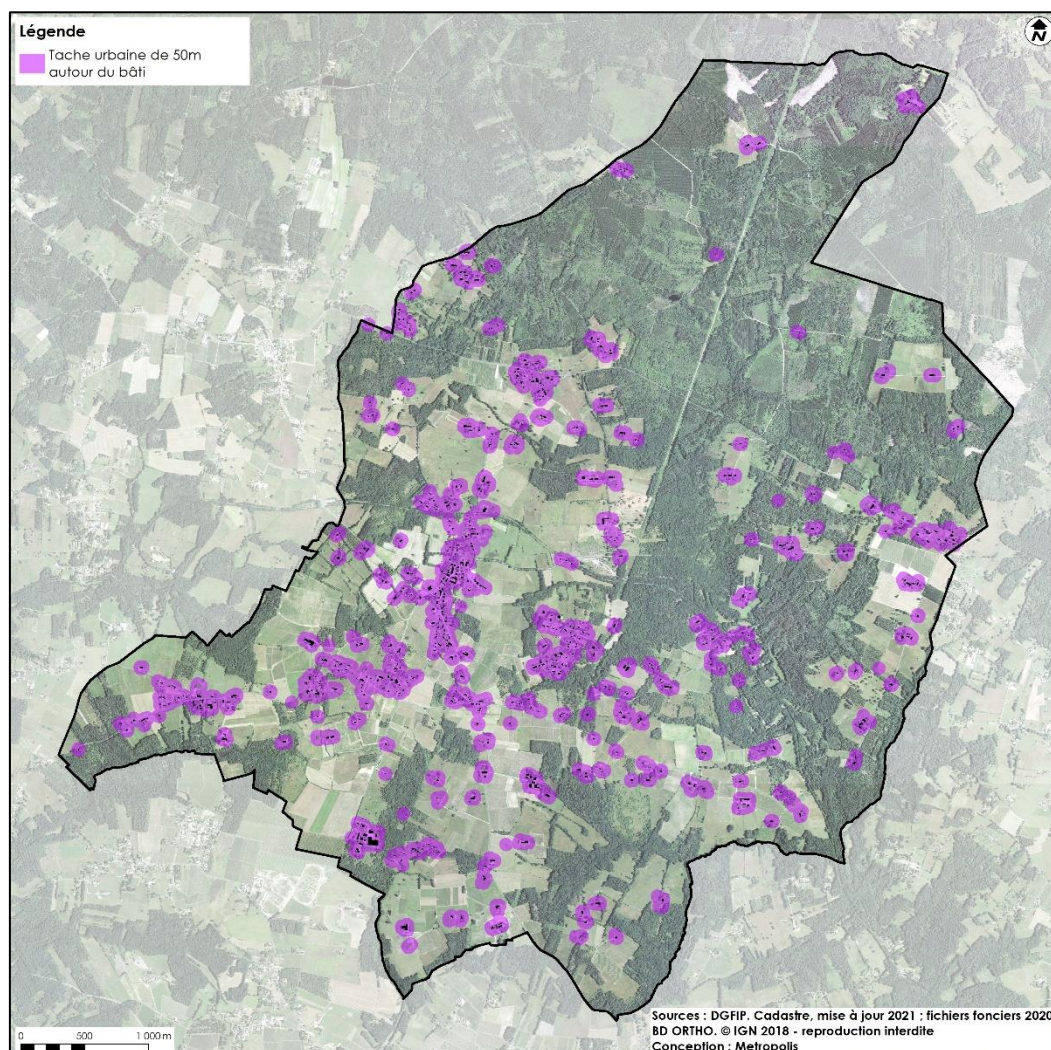 Légende
Tache urbaine de 50m
autour du bâti
N
0 500 1 000 m
Sources : DGFIP. Cadastre, mise à jour 2021 ; fichiers fonciers 2020
BD ORTHO. © IGN 2018 - reproduction interdite
Conception : Metropolis